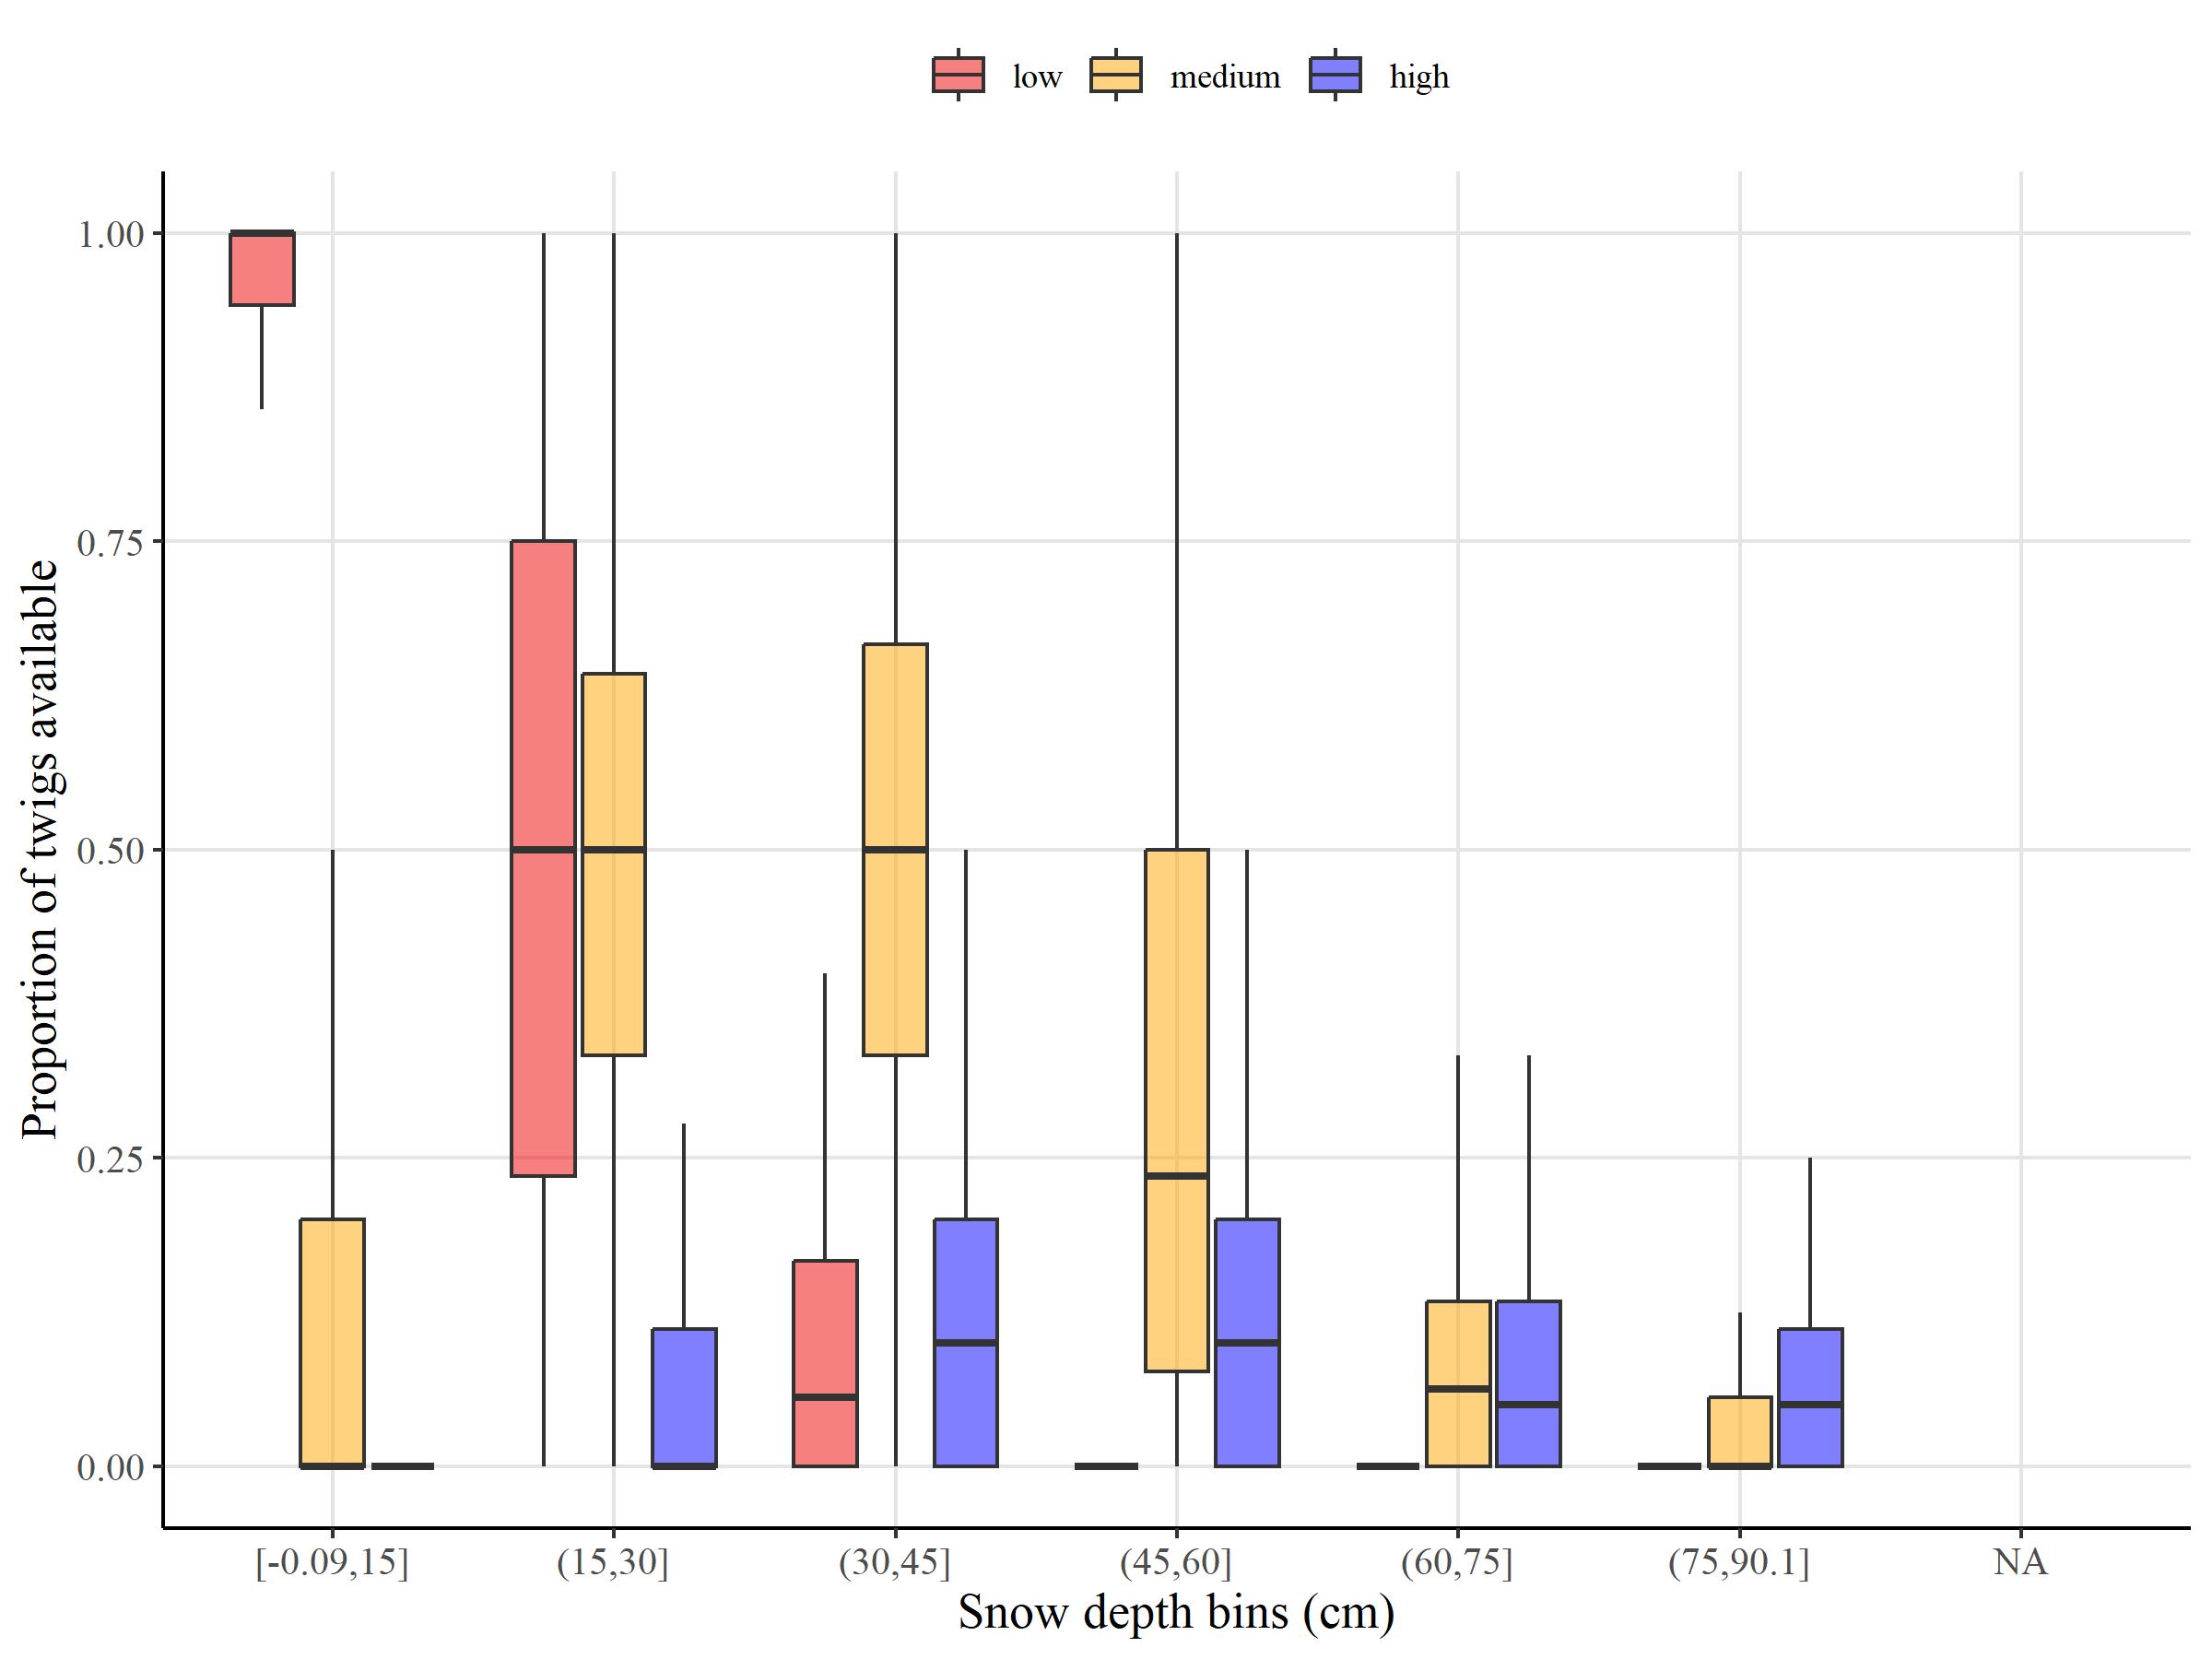 low medium high
Proportion of twigs available
1.00
0.75
0.50
0.25
0.00
[-0.09,15] (15,30] (30,45] (45,60] (60,75] (75,90.1] NA
Snow depth bins (cm)